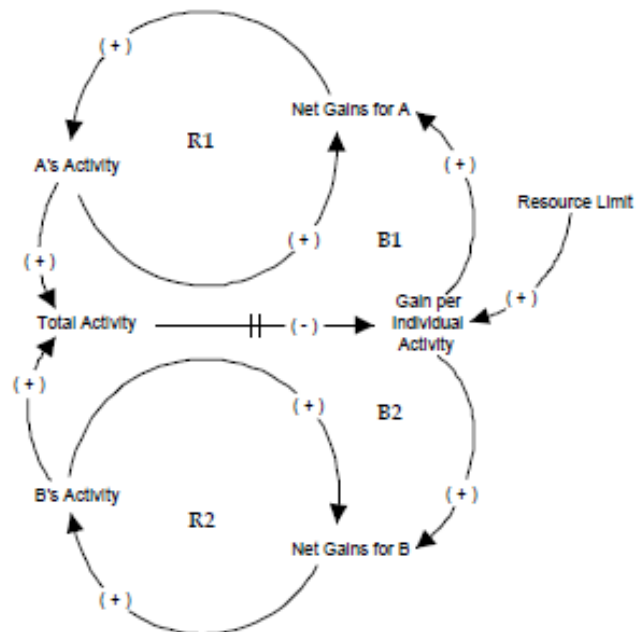 ( + )
Net Gains for A
R1
A's Activity
( + )
Resource Limit
( + )
B1
( + )
( + )
Total Activity
( - )
Gain per
Individual
Activity
( + )
( + )
B2
B's Activity
R2
( + )
Net Gains for B
( + )